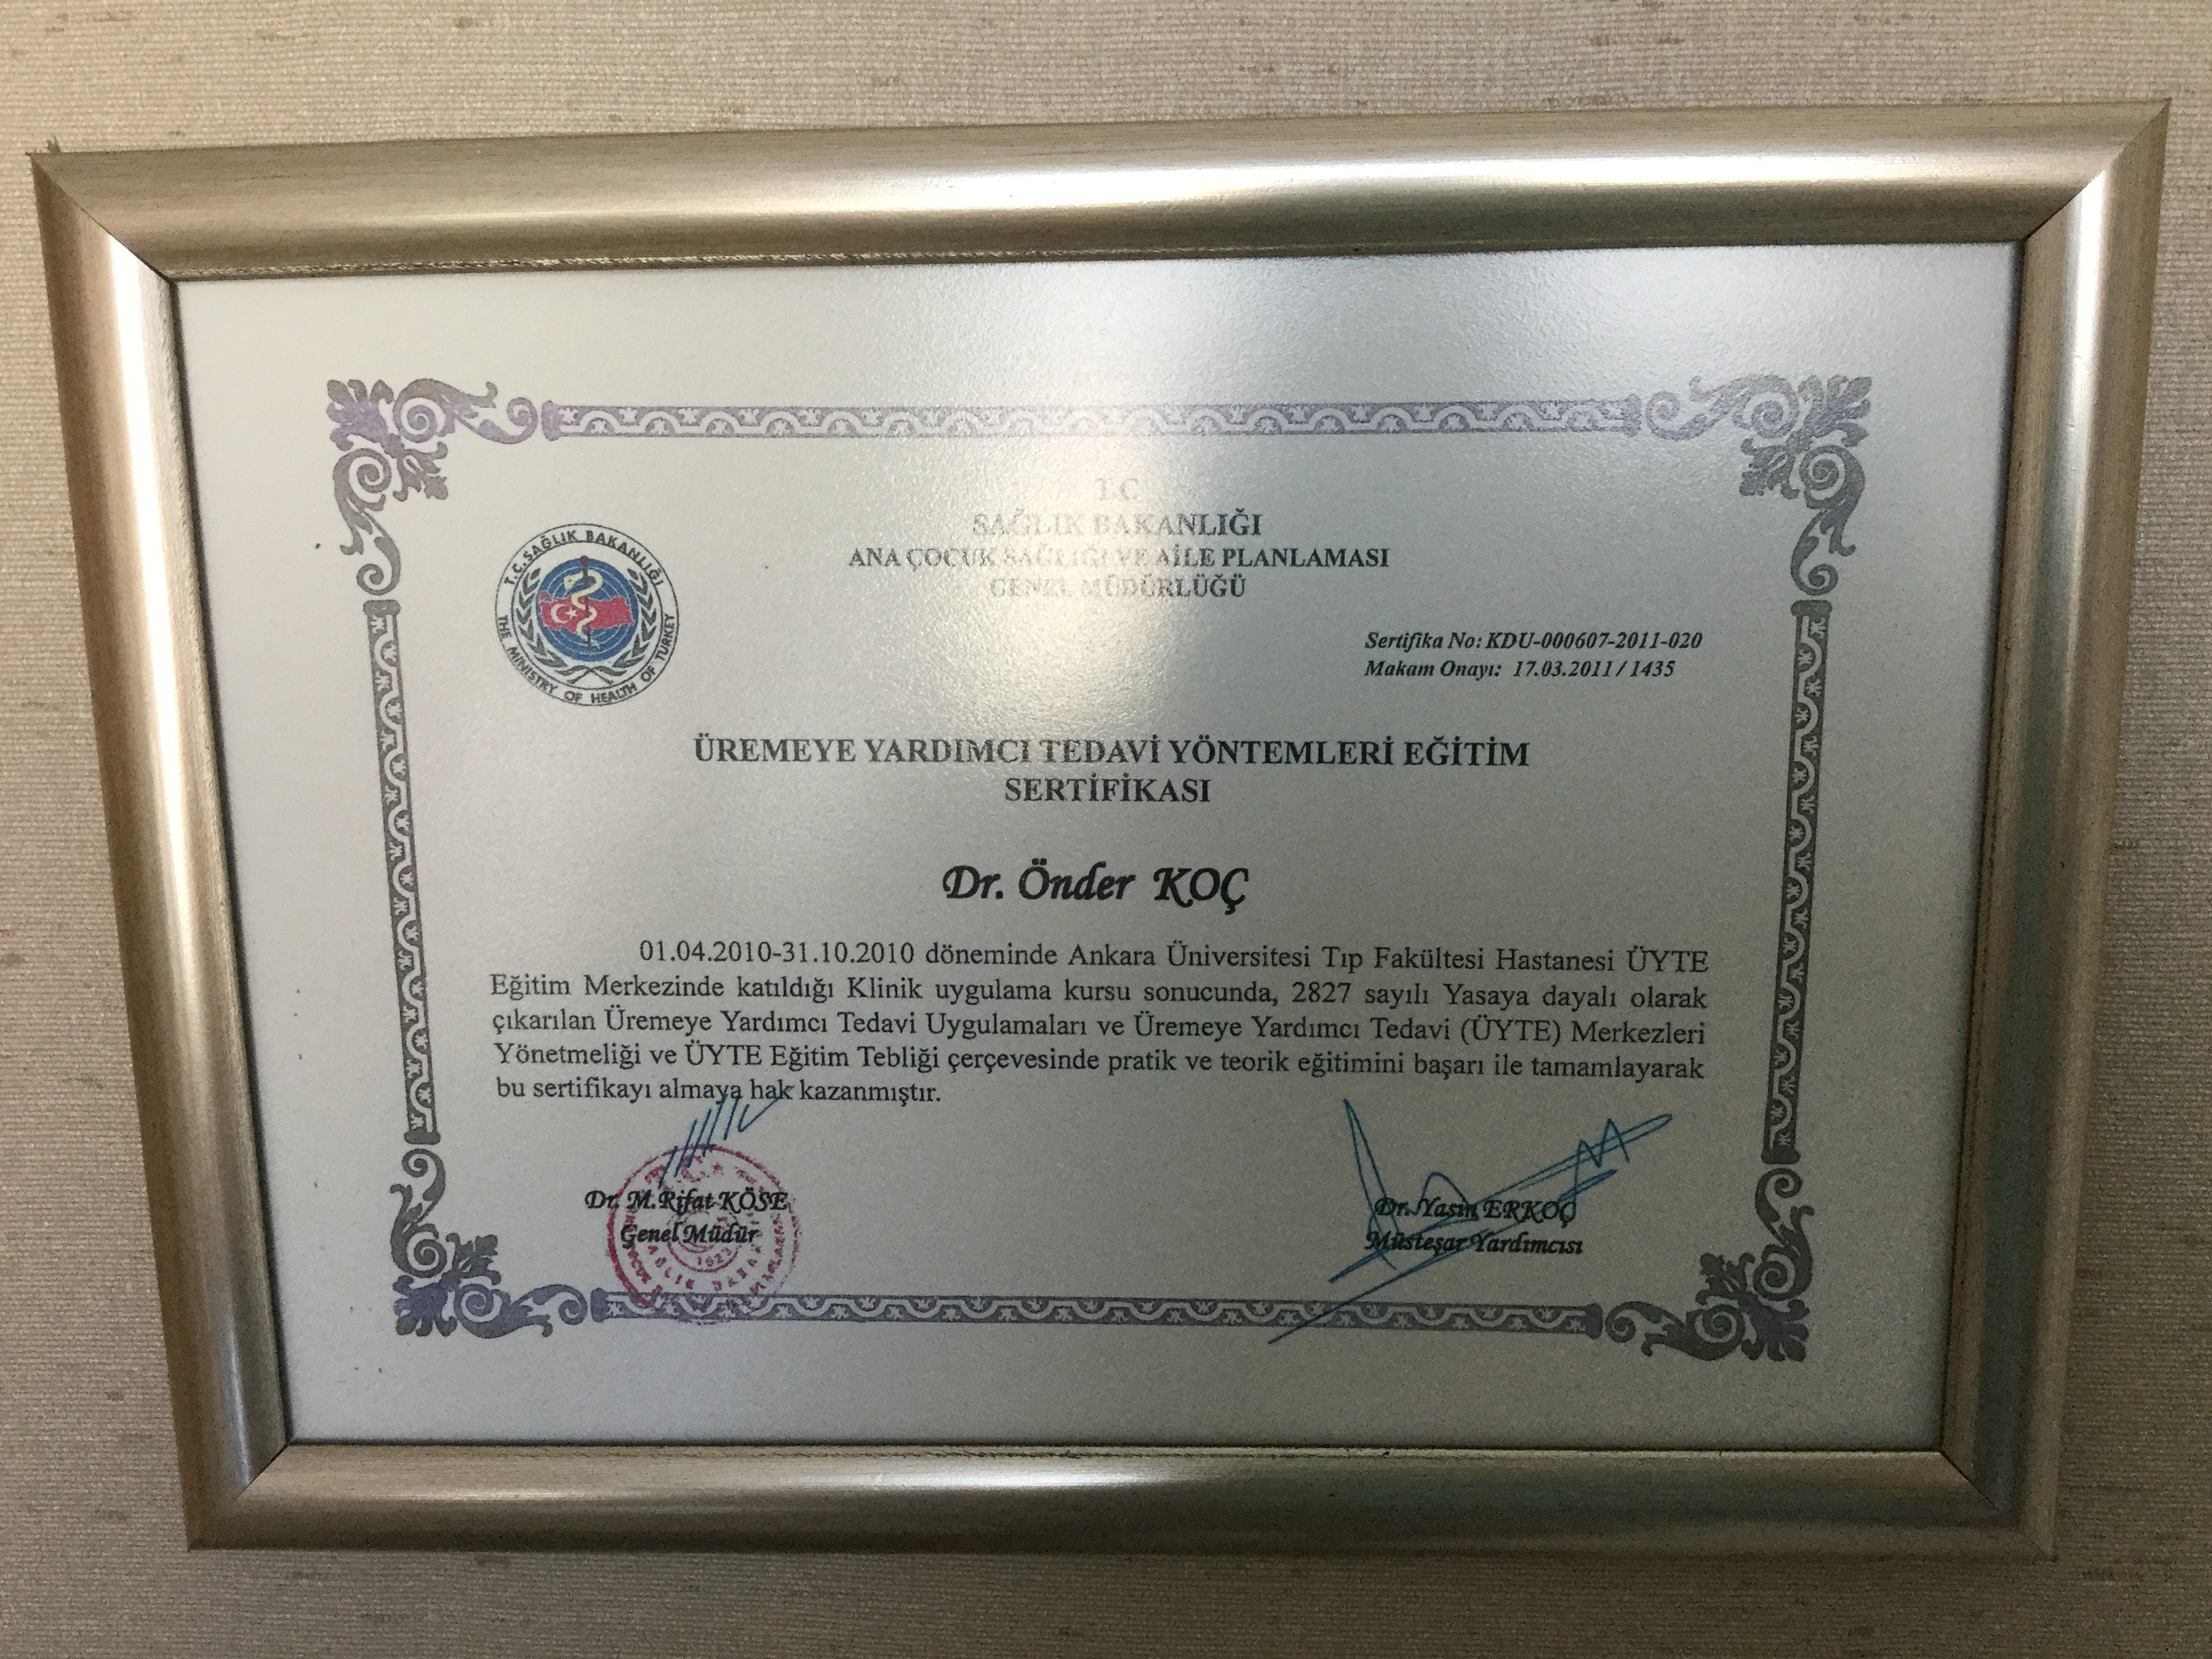 T.C
SAĞLIK BAKANLIĞI
ANA ÇOCUK SAĞLIĞI VE AİLE PLANLAMASI
GENEL MÜDÜRLÜĞÜ
T.C.SAĞLIK BAKANLIĞI
THE MINISTRY OF HEALTH OF TURKEY
Sertifika No: KDU-000607-2011-020
Makam Onayı: 17.03.2011 / 1435
ÜREMEYE YARDIMCI TEDAVİ YÖNTEMLERİ EĞİTİM
SERTİFİKASI
Dr. Önder KOÇ
01.04.2010-31.10.2010 döneminde Ankara Üniversitesi Tıp Fakültesi Hastanesi ÜYTE
Eğitim Merkezinde katıldığı Klinik uygulama kursu sonucunda, 2827 sayılı Yasaya dayalı olarak
çıkarılan Üremeye Yardımcı Tedavi Uygulamaları ve Üremeye Yardımcı Tedavi (ÜYTE) Merkezleri
Yönetmeliği ve ÜYTE Eğitim Tebliği çerçevesinde pratik ve teorik eğitimini başarı ile tamamlayarak
bu sertifikayı almaya hak kazanmıştır.
Dr. M.Rifat KÖSE
Genel Müdür
Dr. Yasin ERKOÇ
Müsteşar Yardımcısı